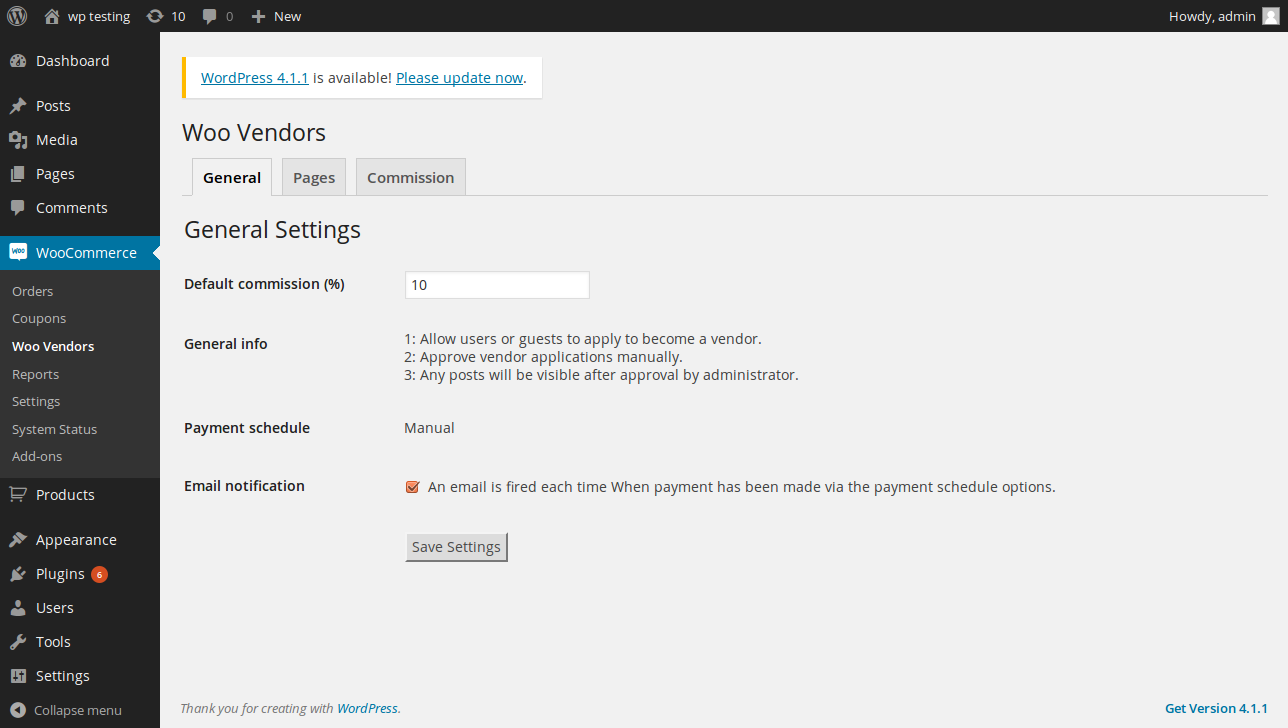 wp testing 10 0 New Howdy, admin
Dashboard
Posts
Media
Pages
Comments
WooCommerce
Orders
Coupons
Woo Vendors
Reports
Settings
System Status
Add-ons
Products
Appearance
Plugins 6
Users
Tools
Settings
Collapse menu
WordPress 4.1.1 is available! Please update now.
Woo Vendors
General Pages Commission
General Settings
Default commission (%) 10
General info
1: Allow users or guests to apply to become a vendor.
2: Approve vendor applications manually.
3: Any posts will be visible after approval by administrator.
Payment schedule Manual
Email notification An email is fired each time When payment has been made via the payment schedule options.
Save Settings
Thank you for creating with WordPress. Get Version 4.1.1